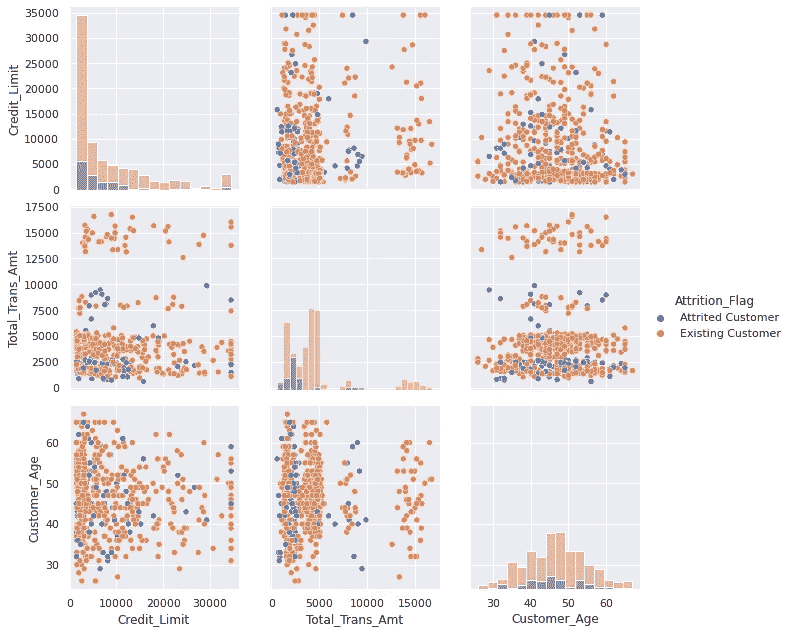 35000
30000
25000
20000
15000
10000
5000
0
Credit_Limit
17500
15000
12500
10000
7500
5000
2500
0
Total_Trans_Amt
Attrition_Flag
Attrited Customer
Existing Customer
60
50
40
30
Customer_Age
0 10000 20000 30000
Credit_Limit
0 5000 10000 15000
Total_Trans_Amt
30 40 50 60
Customer_Age